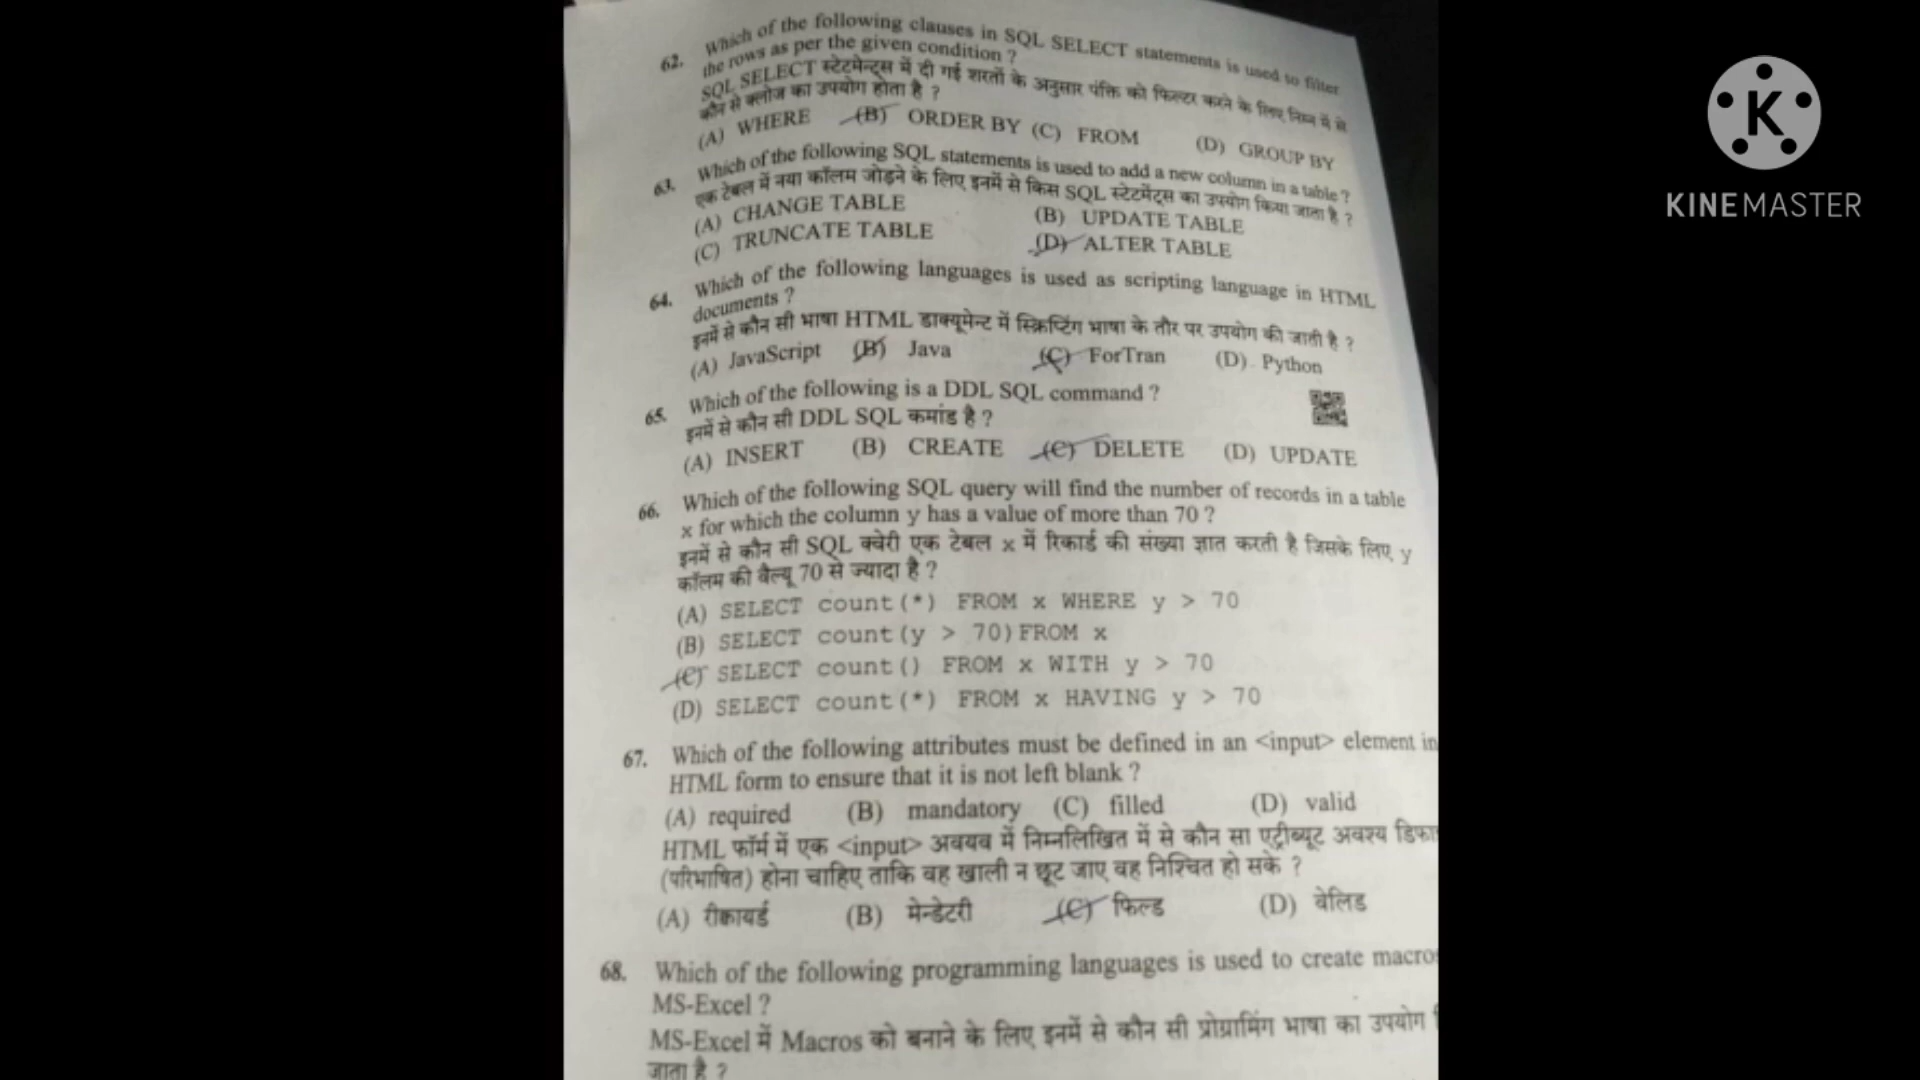 62. Which of the following clauses in SQL SELECT statements is used to filter
the rows as per the given condition ?
SQL SELECT स्टेटमेन्ट्स में दी गई शरतों के अनुसार पंक्ति को फिल्टर करने के लिए निम्न में से
कौन से क्लोज का उपयोग होता है ?
(A) WHERE (B) ORDER BY (C) FROM (D) GROUP BY
63. Which of the following SQL statements is used to add a new column in a table ?
एक टेबल में नया कॉलम जोड़ने के लिए इनमें से किस SQL स्टेटमेंट्स का उपयोग किया जाता है ?
(A) CHANGE TABLE (B) UPDATE TABLE
(C) TRUNCATE TABLE (D) ALTER TABLE
64. Which of the following languages is used as scripting language in HTML
documents ?
इनमें से कौन सी भाषा HTML डाक्यूमेन्ट में स्क्रिप्टिंग भाषा के तौर पर उपयोग की जाती है ?
(A) JavaScript (B) Java (C) ForTran (D) Python
65. Which of the following is a DDL SQL command ?
इनमें से कौन सी DDL SQL कमांड है ?
(A) INSERT (B) CREATE (C) DELETE (D) UPDATE
66. Which of the following SQL query will find the number of records in a table
x for which the column y has a value of more than 70 ?
इनमें से कौन सी SQL क्वेरी एक टेबल x में रिकार्ड की संख्या ज्ञात करती है जिसके लिए y
कॉलम की वैल्यू 70 से ज्यादा है ?
(A) SELECT count(*) FROM x WHERE y > 70
(B) SELECT count(y > 70)FROM x
(C) SELECT count() FROM x WITH y > 70
(D) SELECT count(*) FROM x HAVING y > 70
67. Which of the following attributes must be defined in an <input> element in
HTML form to ensure that it is not left blank ?
(A) required (B) mandatory (C) filled (D) valid
HTML फॉर्म में एक <input> अवयव में निम्नलिखित में से कौन सा एट्रीब्यूट अवश्य डिफा
(परिभाषित) होना चाहिए ताकि वह खाली न छूट जाए वह निश्चित हो सके ?
(A) रीक्वायर्ड (B) मेन्डेटरी (C) फिल्ड (D) वेलिड
68. Which of the following programming languages is used to create macro
MS-Excel ?
MS-Excel में Macros को बनाने के लिए इनमें से कौन सी प्रोग्रामिंग भाषा का उपयोग
जाता है ?
K
KINEMASTER